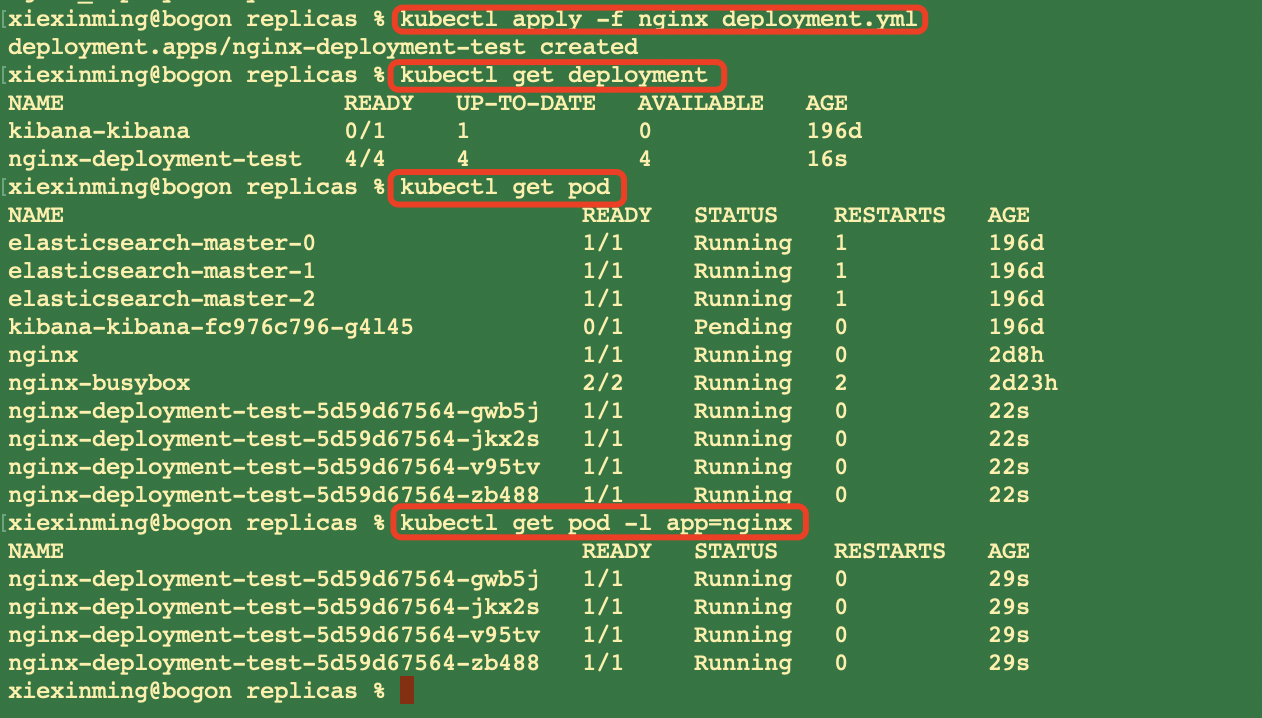 xiexinming@bogon replicas % kubectl apply -f nginx deployment.yml
deployment.apps/nginx-deployment-test created
xiexinming@bogon replicas % kubectl get deployment
NAME READY UP-TO-DATE AVAILABLE AGE
kibana-kibana 0/1 1 0 196d
nginx-deployment-test 4/4 4 4 16s
xiexinming@bogon replicas % kubectl get pod
NAME READY STATUS RESTARTS AGE
elasticsearch-master-0 1/1 Running 1 196d
elasticsearch-master-1 1/1 Running 1 196d
elasticsearch-master-2 1/1 Running 1 196d
kibana-kibana-fc976c796-g4l45 0/1 Pending 0 196d
nginx 1/1 Running 0 2d8h
nginx-busybox 2/2 Running 2 2d23h
nginx-deployment-test-5d59d67564-gwb5j 1/1 Running 0 22s
nginx-deployment-test-5d59d67564-jkx2s 1/1 Running 0 22s
nginx-deployment-test-5d59d67564-v95tv 1/1 Running 0 22s
nginx-deployment-test-5d59d67564-zb488 1/1 Running 0 22s
xiexinming@bogon replicas % kubectl get pod -l app=nginx
NAME READY STATUS RESTARTS AGE
nginx-deployment-test-5d59d67564-gwb5j 1/1 Running 0 29s
nginx-deployment-test-5d59d67564-jkx2s 1/1 Running 0 29s
nginx-deployment-test-5d59d67564-v95tv 1/1 Running 0 29s
nginx-deployment-test-5d59d67564-zb488 1/1 Running 0 29s
xiexinming@bogon replicas %